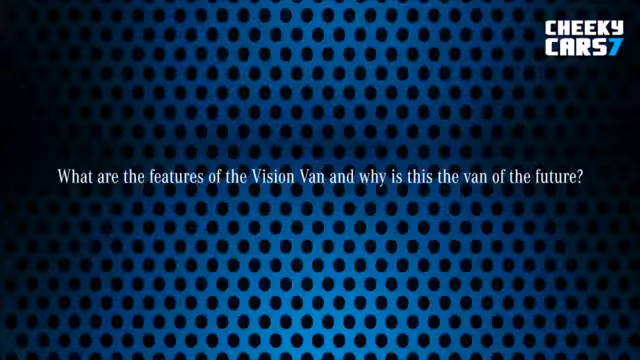 CHEEKY
CARS7
What are the features of the Vision Van and why is this the van of the future?